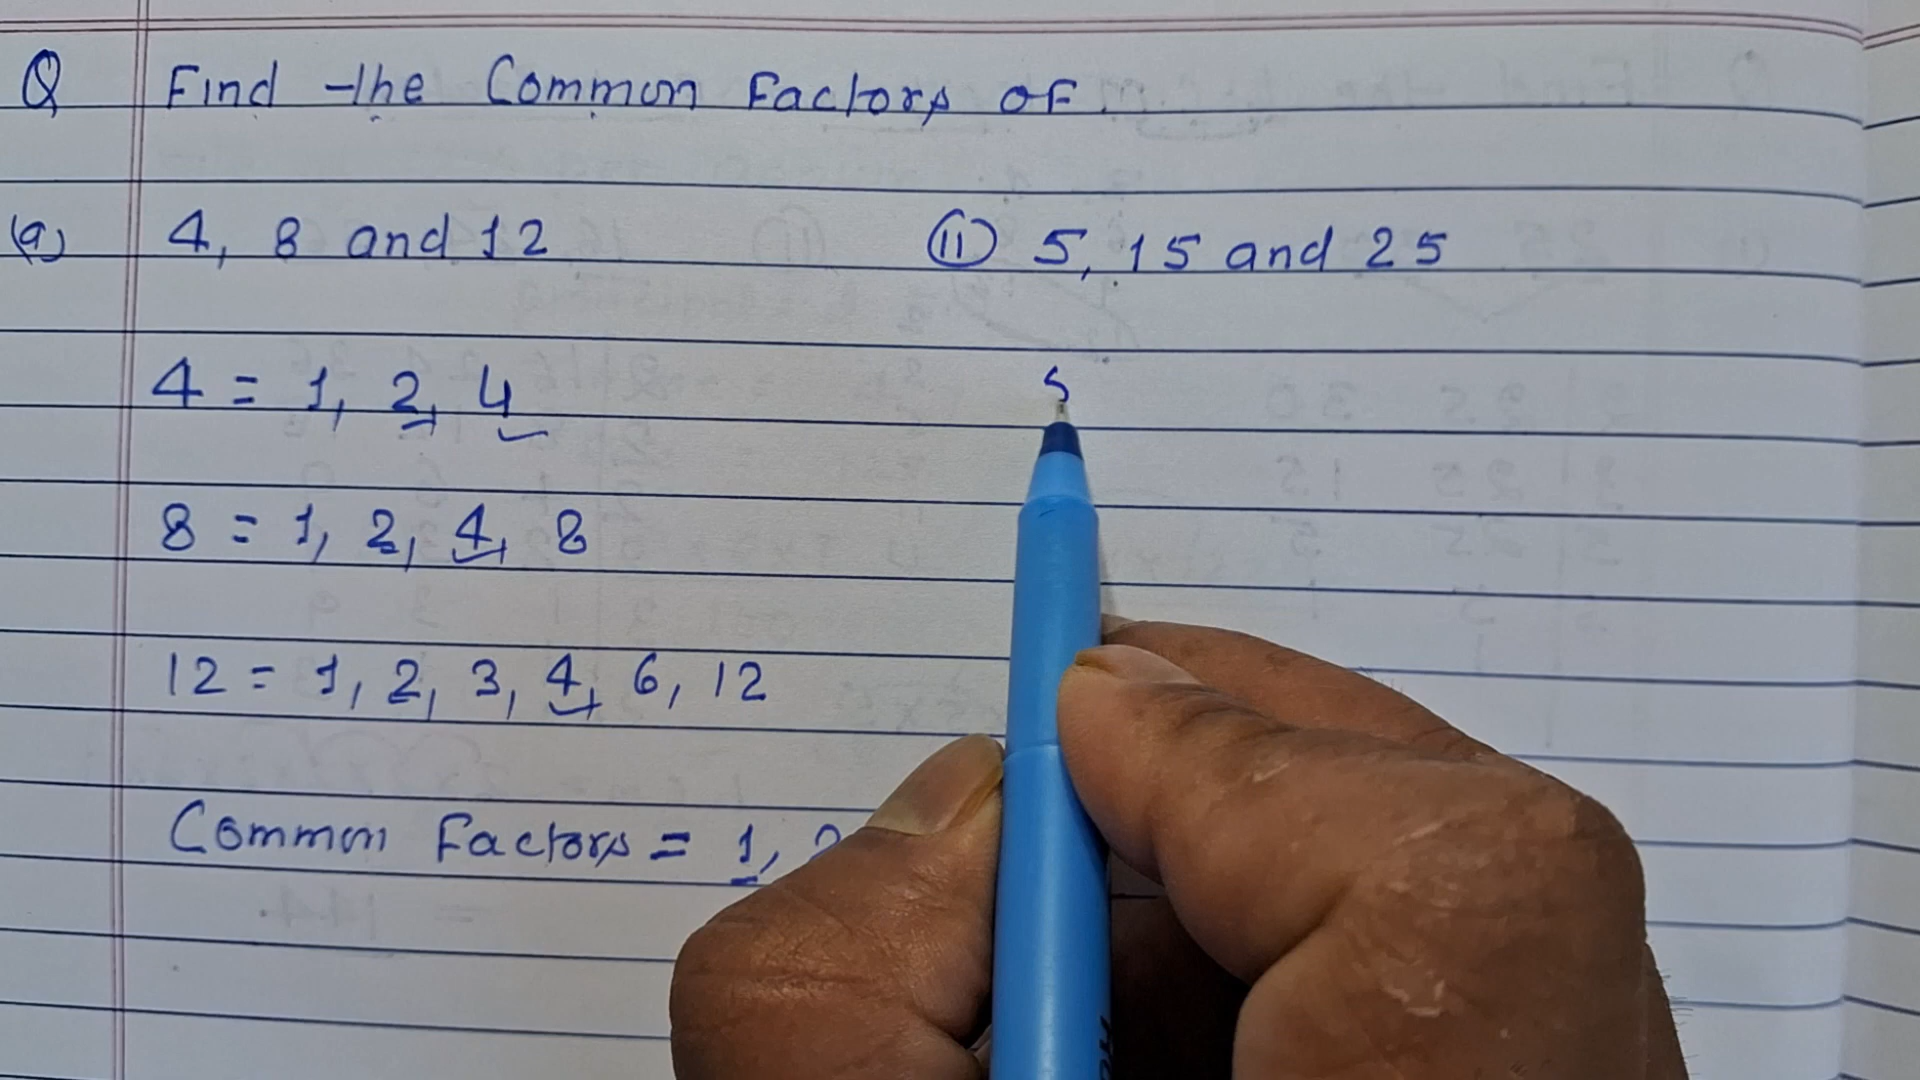 Q Find the Common Factors of
(a) 4, 8 and 12
(ii) 5, 15 and 25
4 = 1, 2, 4
8 = 1, 2, 4, 8
12 = 1, 2, 3, 4, 6, 12
Common Factors = 1,
5